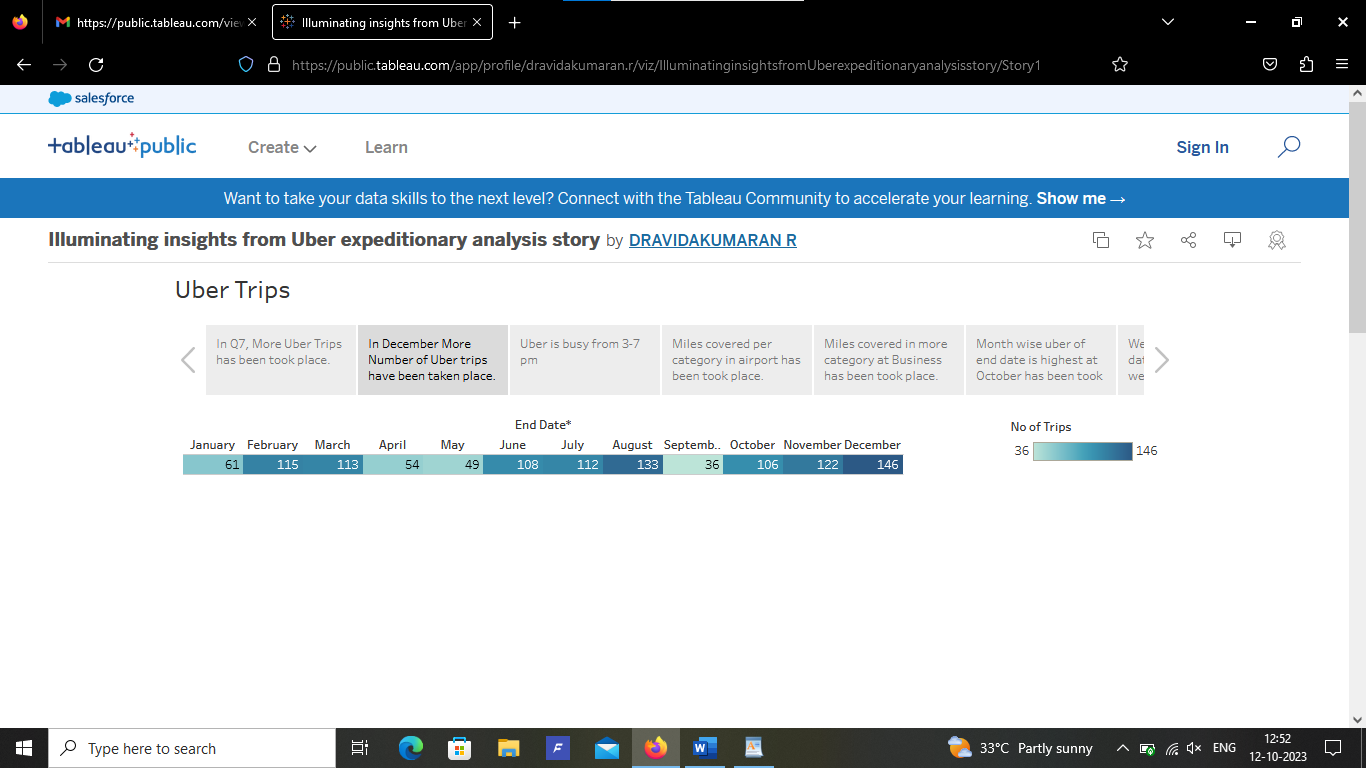 https://public.tableau.com/view
Illuminating insights from Uber
https://public.tableau.com/app/profile/dravidakumaran.r/viz/IlluminatinginsightsfromUberexpeditionaryanalysisstory/Story1
salesforce
+ableau+public
Create
Learn
Sign In
Want to take your data skills to the next level? Connect with the Tableau Community to accelerate your learning. Show me →
Illuminating insights from Uber expeditionary analysis story by DRAVIDAKUMARAN R
Uber Trips
In Q7, More Uber Trips
has been took place.
In December More
Number of Uber trips
have been taken place.
Uber is busy from 3-7
pm
Miles covered per
category in airport has
been took place.
Miles covered in more
category at Business
has been took place.
Month wise uber of
end date is highest at
October has been took
We
dat
we
End Date*
January February March April May June July August Septemb.. October November December
61 115 113 54 49 108 112 133 36 106 122 146
No of Trips
36 146
Type here to search
33°C Partly sunny
ENG
12:52
12-10-2023